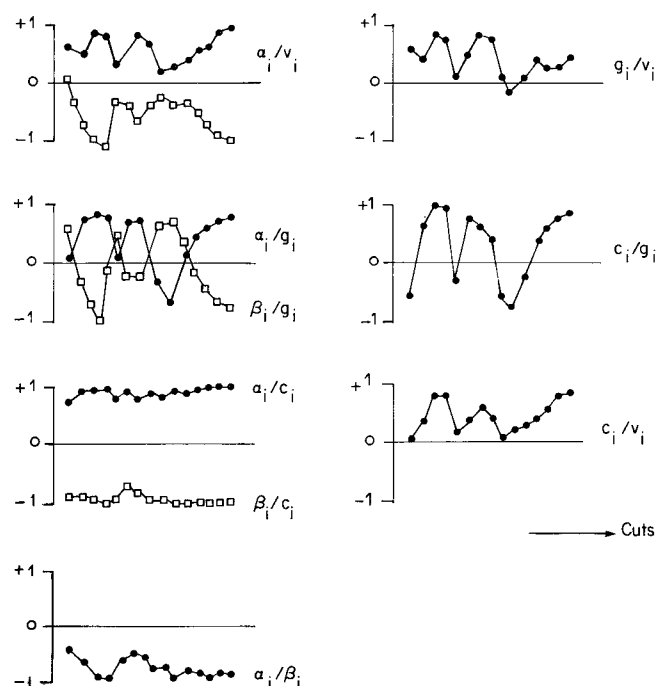 +1
0
−1
α_i/v_i
+1
0
−1
g_i/v_i
+1
0
−1
α_i/g_i
β_i/g_i
+1
0
−1
c_i/g_i
+1
0
−1
α_i/c_i
β_i/c_i
+1
0
−1
c_i/v_i
→ Cuts
+1
0
−1
α_i/β_i